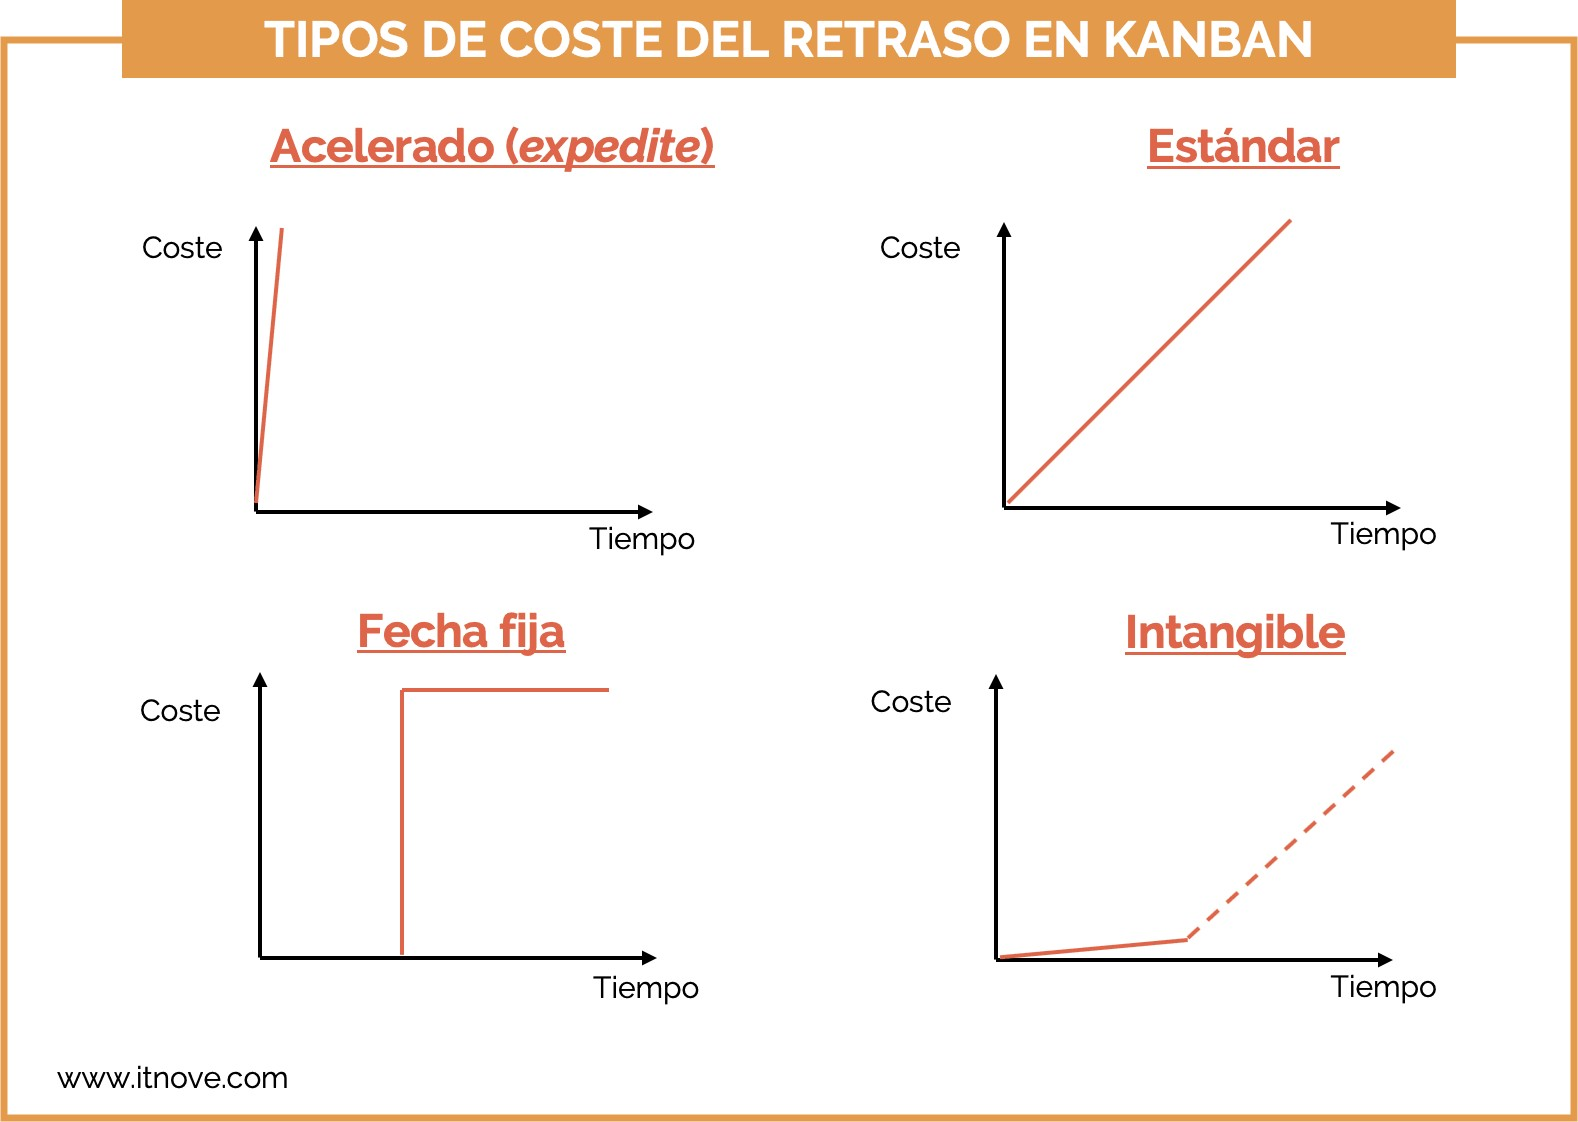 TIPOS DE COSTE DEL RETRASO EN KANBAN
Acelerado (expedite)
Coste
Tiempo
Estándar
Coste
Tiempo
Fecha fija
Coste
Tiempo
Intangible
Coste
Tiempo
www.itnove.com